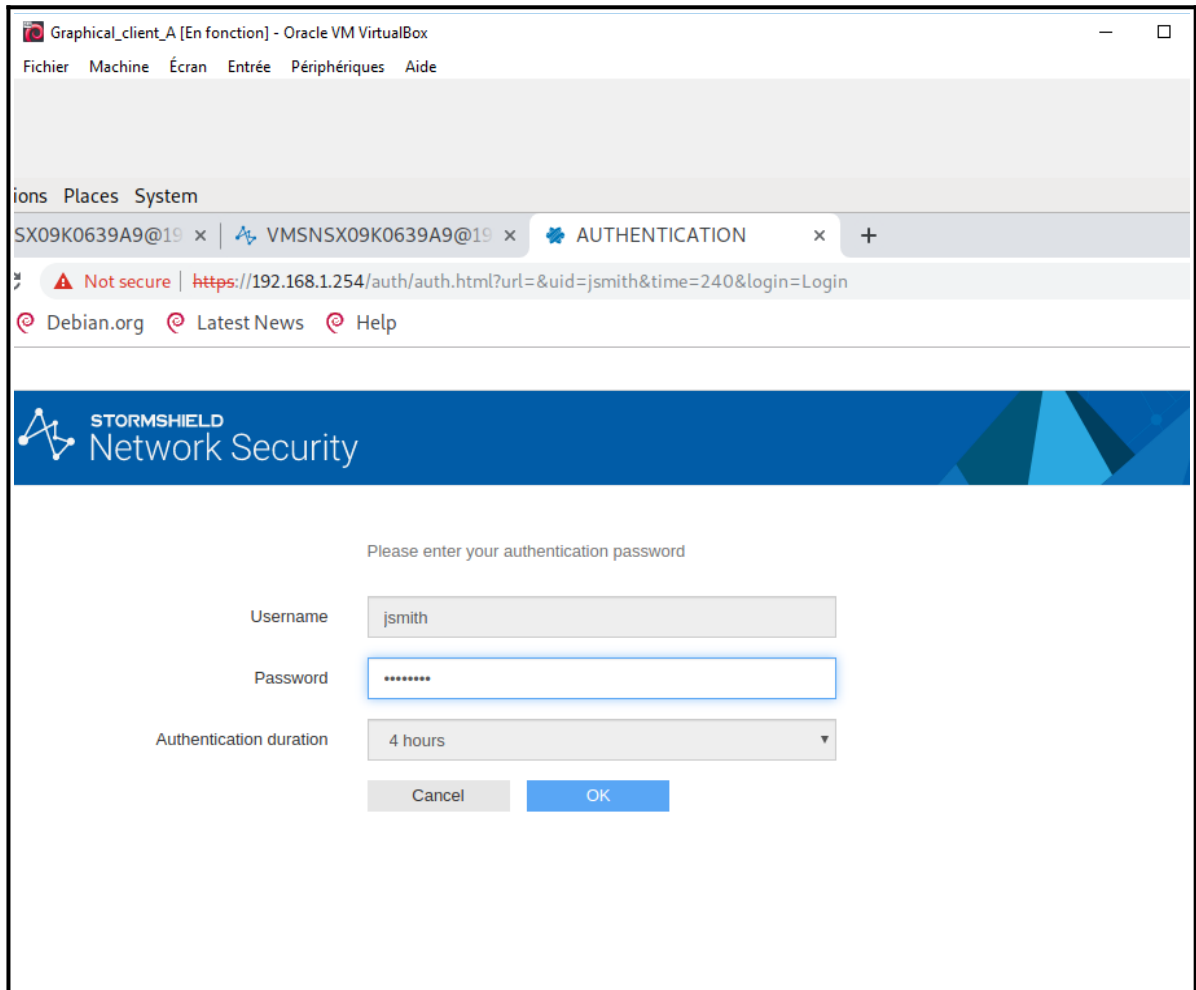 Graphical_client_A [En fonction] - Oracle VM VirtualBox
Fichier Machine Écran Entrée Périphériques Aide
ions Places System
SX09K0639A9@19 × VMSNSX09K0639A9@19 × AUTHENTICATION × +
Not secure | https://192.168.1.254/auth/auth.html?url=&uid=jsmith&time=240&login=Login
Debian.org Latest News Help
STORMSHIELD
Network Security
Please enter your authentication password
Username jsmith
Password ••••••••
Authentication duration 4 hours
Cancel OK